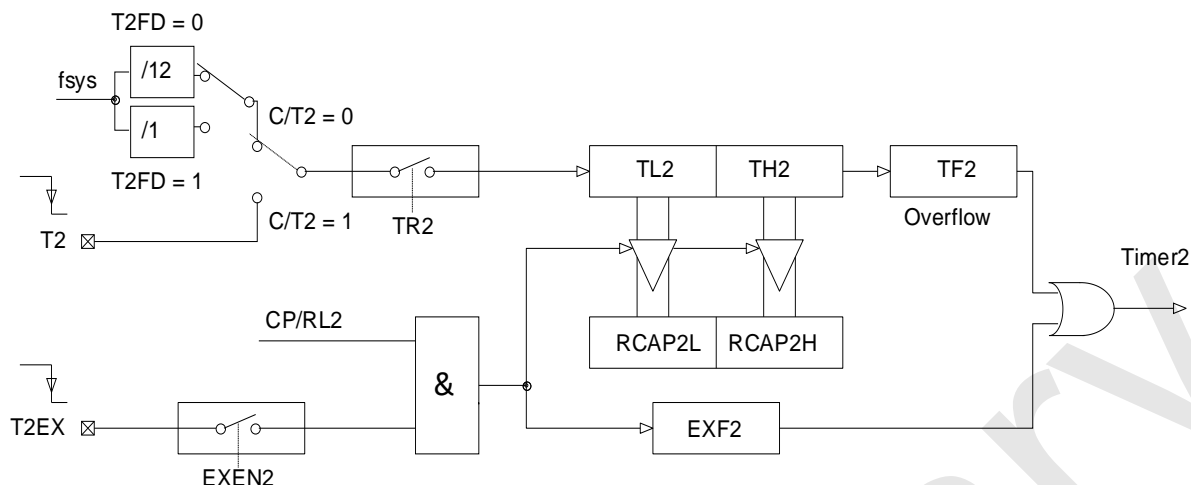 T2FD = 0
/12
fsys
C/T2 = 0
/1
T2FD = 1
TL2
TH2
TF2
Overflow
T2
C/T2 = 1
TR2
Timer2
CP/RL2
RCAP2L
RCAP2H
&
T2EX
EXF2
EXEN2